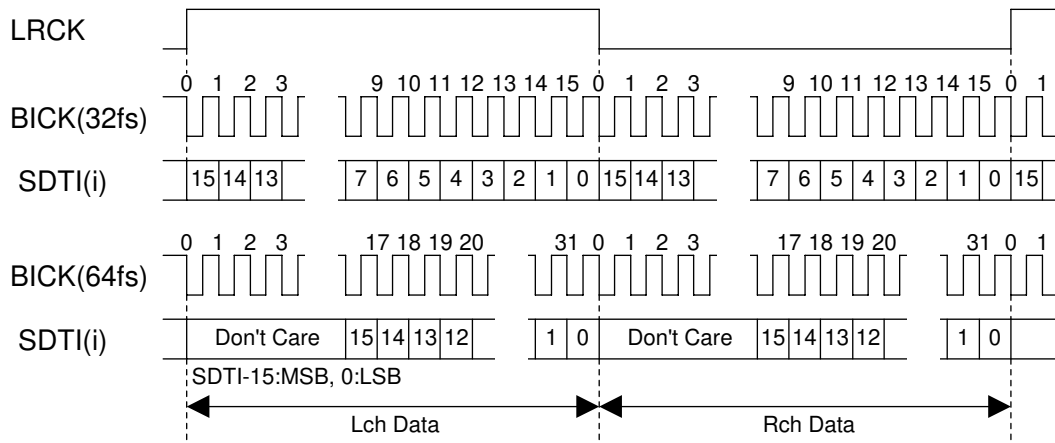 LRCK
0 1 2 3 9 10 11 12 13 14 15 0 1 2 3 9 10 11 12 13 14 15 0 1
BICK(32fs)
SDTI(i) 15 14 13 7 6 5 4 3 2 1 0 15 14 13 7 6 5 4 3 2 1 0 15
0 1 2 3 17 18 19 20 31 0 1 2 3 17 18 19 20 31 0 1
BICK(64fs)
SDTI(i) Don't Care 15 14 13 12 1 0 Don't Care 15 14 13 12 1 0
SDTI-15:MSB, 0:LSB
Lch Data Rch Data